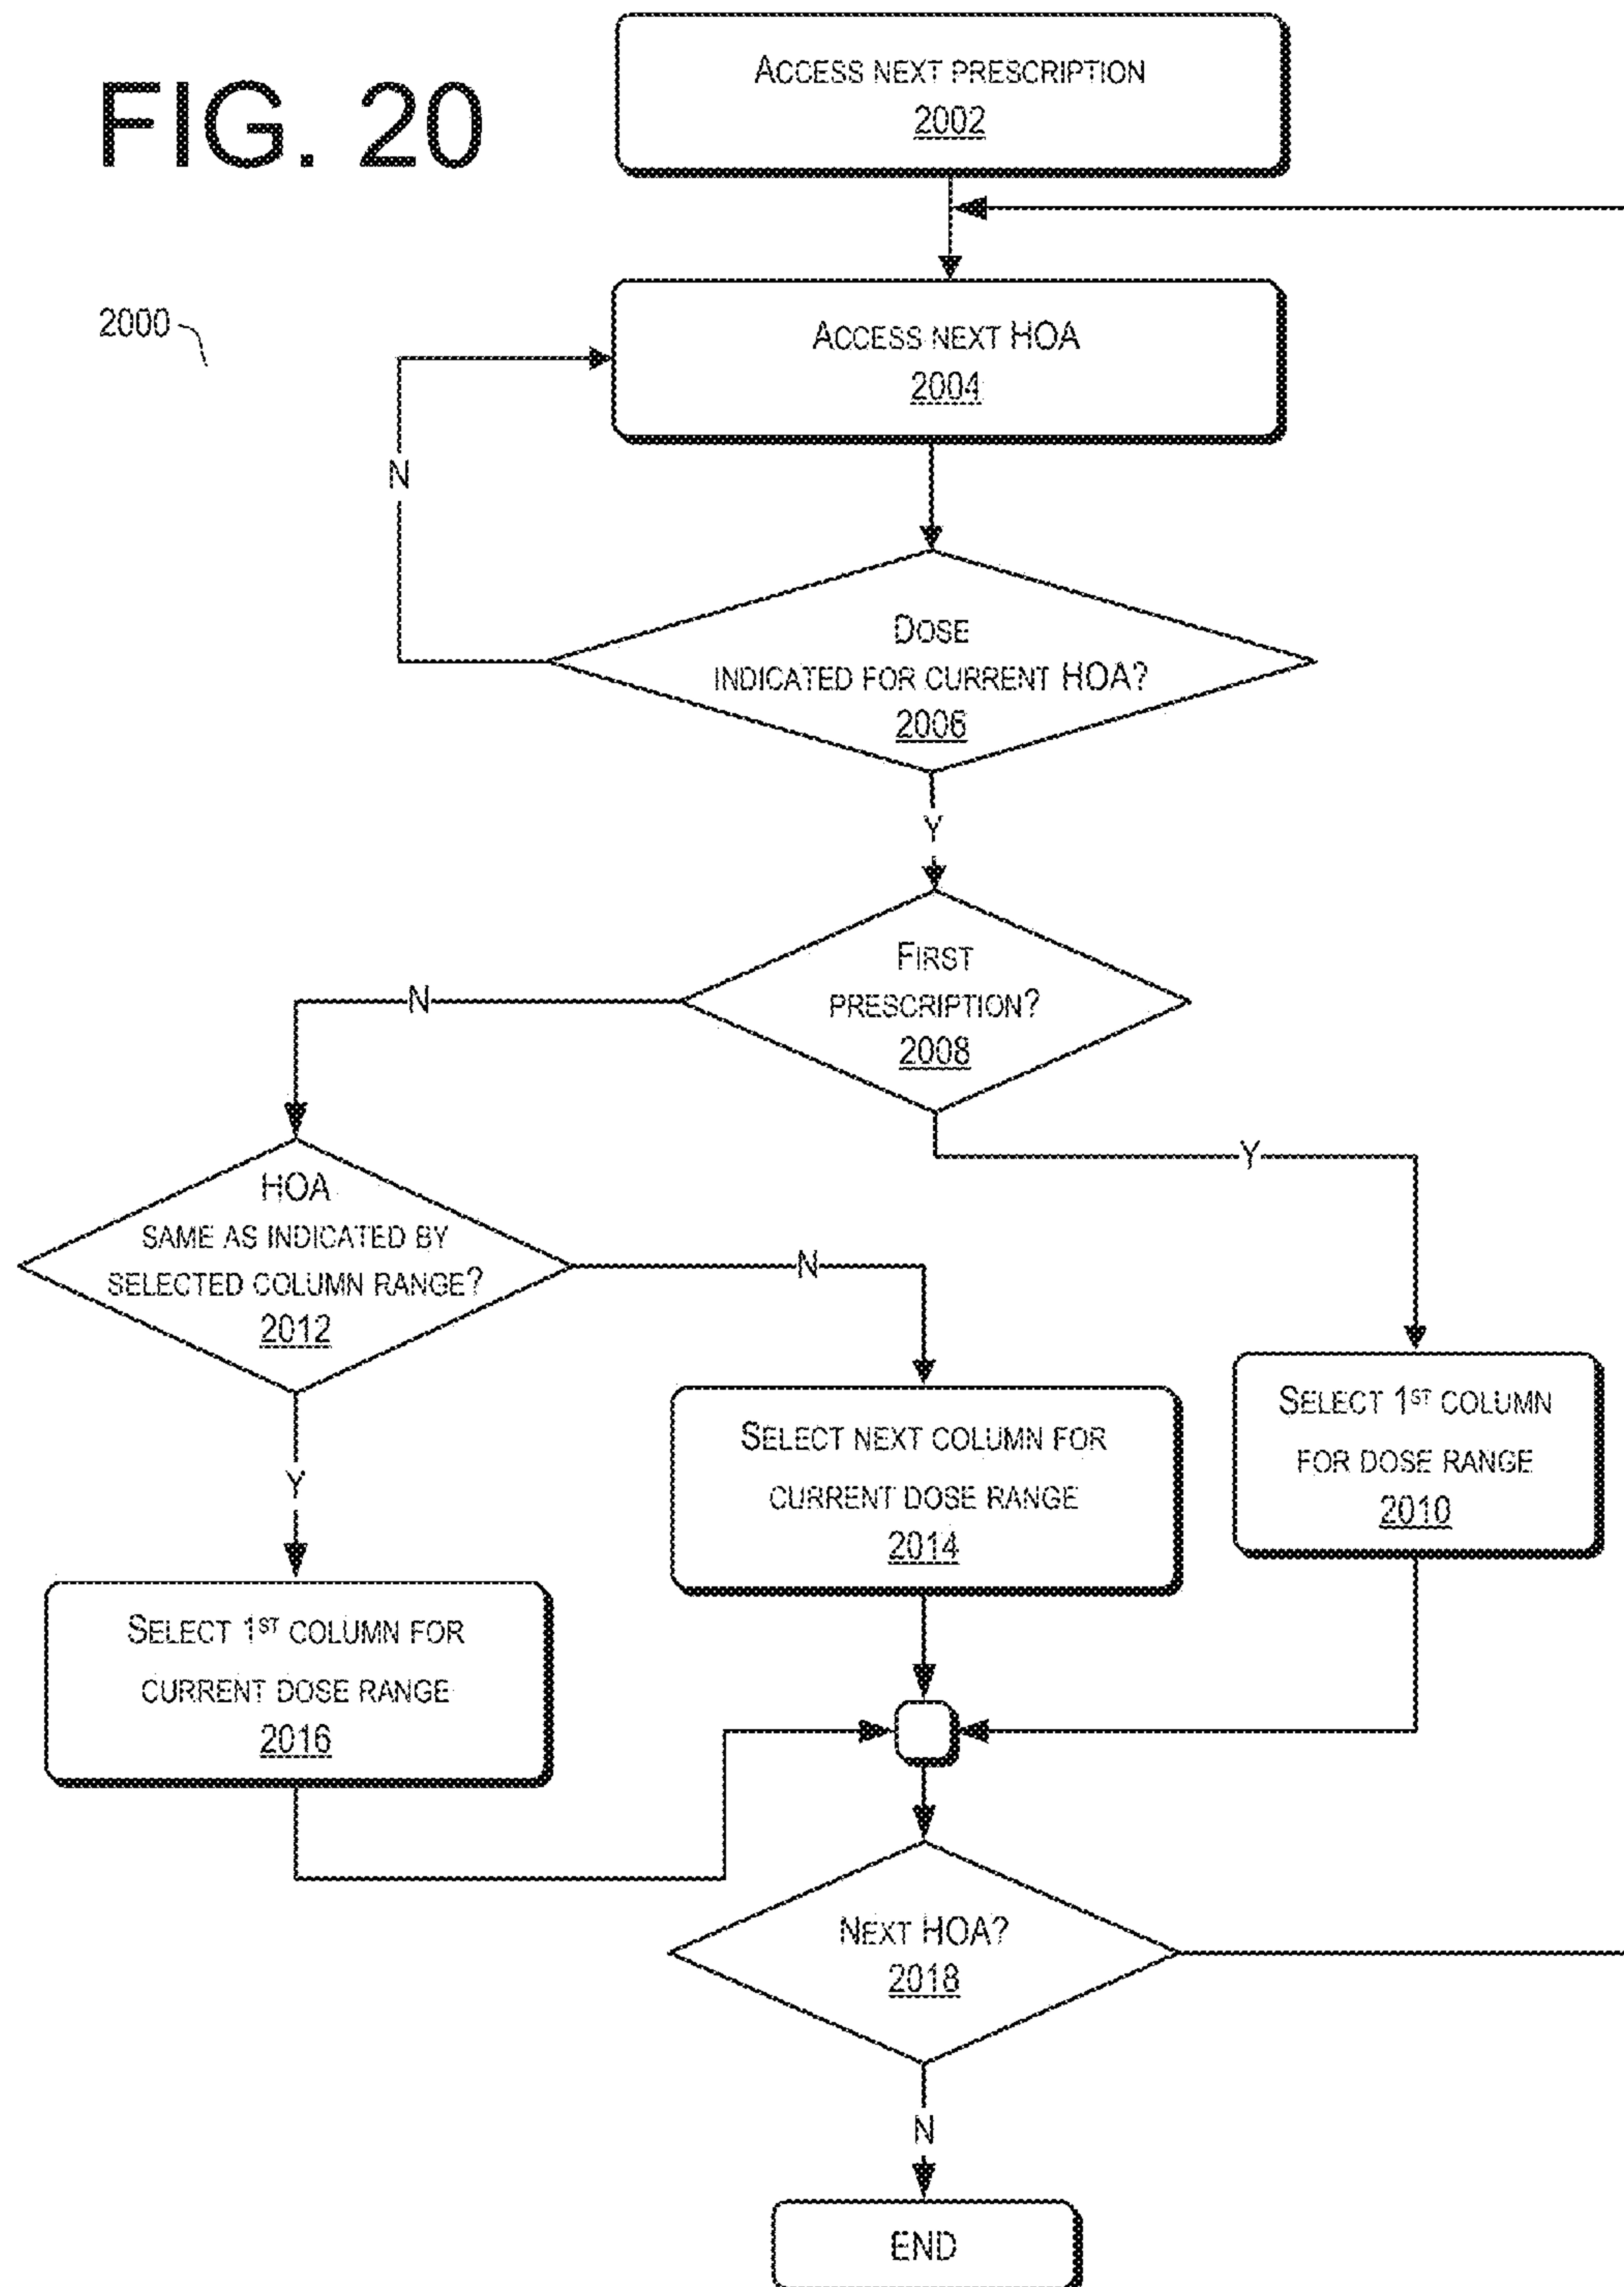 FIG. 20
ACCESS NEXT PRESCRIPTION
2002
2000
ACCESS NEXT HOA
2004
N
DOSE
INDICATED FOR CURRENT HOA?
2006
Y
FIRST
PRESCRIPTION?
2008
N
Y
HOA
SAME AS INDICATED BY
SELECTED COLUMN RANGE?
2012
N
SELECT 1ST COLUMN
FOR DOSE RANGE
2010
SELECT NEXT COLUMN FOR
CURRENT DOSE RANGE
2014
Y
SELECT 1ST COLUMN FOR
CURRENT DOSE RANGE
2016
NEXT HOA?
2018
N
END